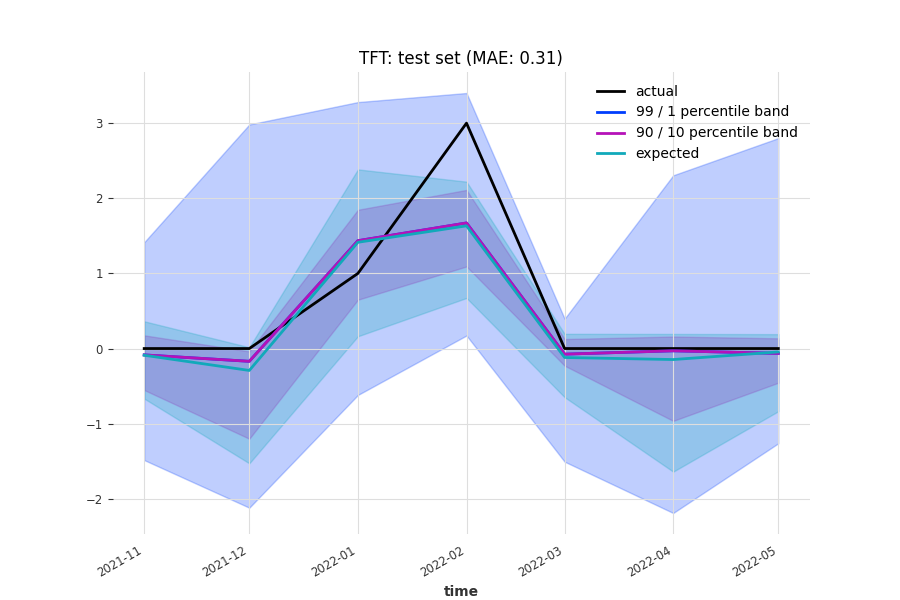 TFT: test set (MAE: 0.31)
actual
99 / 1 percentile band
90 / 10 percentile band
expected
3
2
1
0
−1
−2
2021-11
2021-12
2022-01
2022-02
2022-03
2022-04
2022-05
time